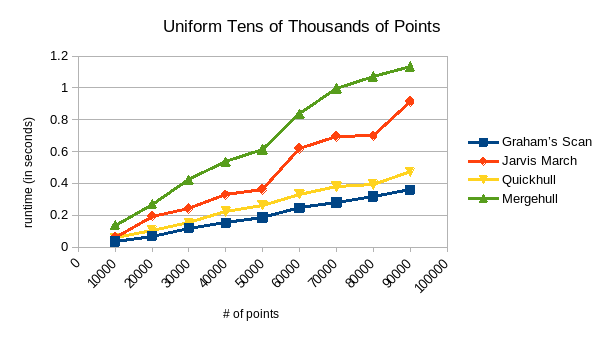 Uniform Tens of Thousands of Points
1.2
1
0.8
0.6
0.4
0.2
0
runtime (in seconds)
0
10000
20000
30000
40000
50000
60000
70000
80000
90000
100000
# of points
Graham's Scan
Jarvis March
Quickhull
Mergehull